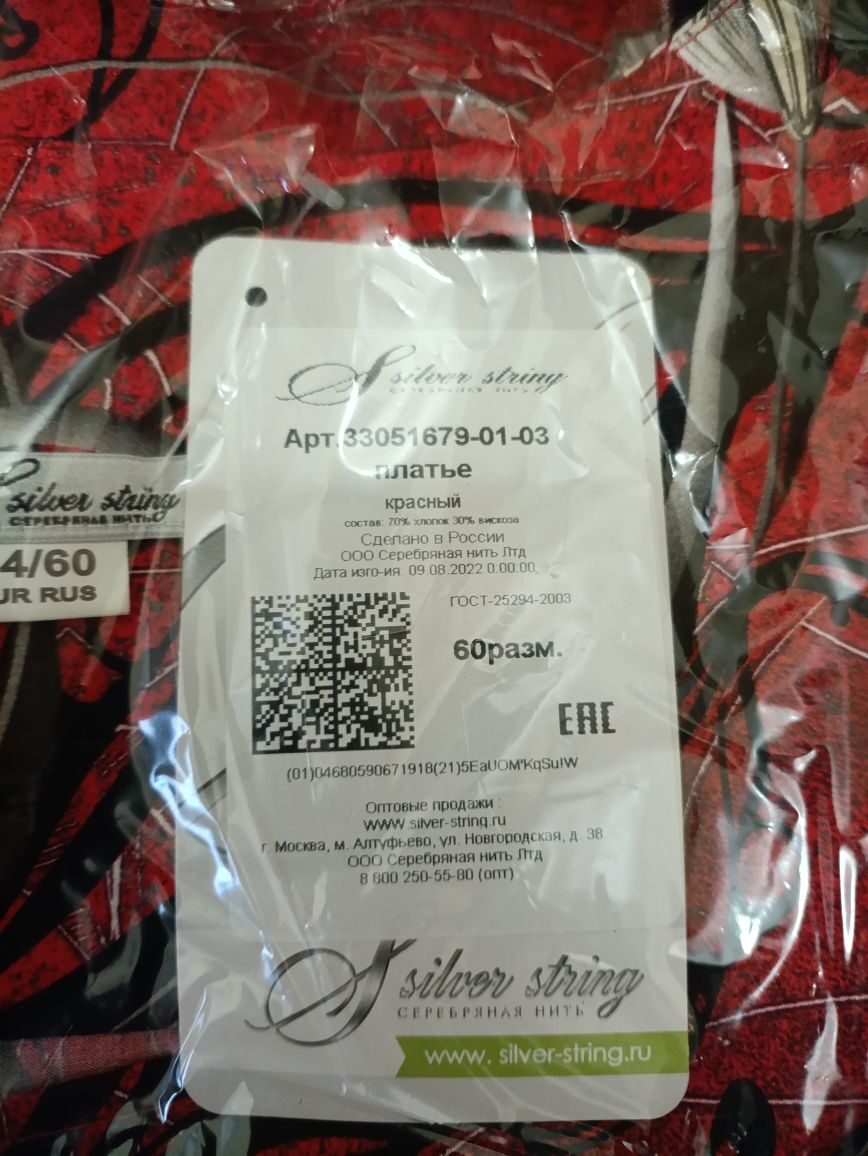 silver string
СЕРЕБРЯНАЯ НИТЬ
Арт.33051679-01-03
платье
красный
состав: 70% хлопок 30% вискоза
Сделано в России
ООО Серебряная нить Лтд
Дата изго-ия. 09.08.2022 0:00:00
ГОСТ-25294-2003
60разм.
EAC
(01)04680590671918(21)5EaUOM'KqSu!W
Оптовые продажи :
www.silver-string.ru
г. Москва, м. Алтуфьево, ул. Новгородская, д. 38
ООО Серебряная нить Лтд
8 800 250-55-80 (опт)
silver string
СЕРЕБРЯНАЯ НИТЬ
www. silver-string.ru
silver string
СЕРЕБРЯНАЯ НИТЬ
4/60
UR RUS